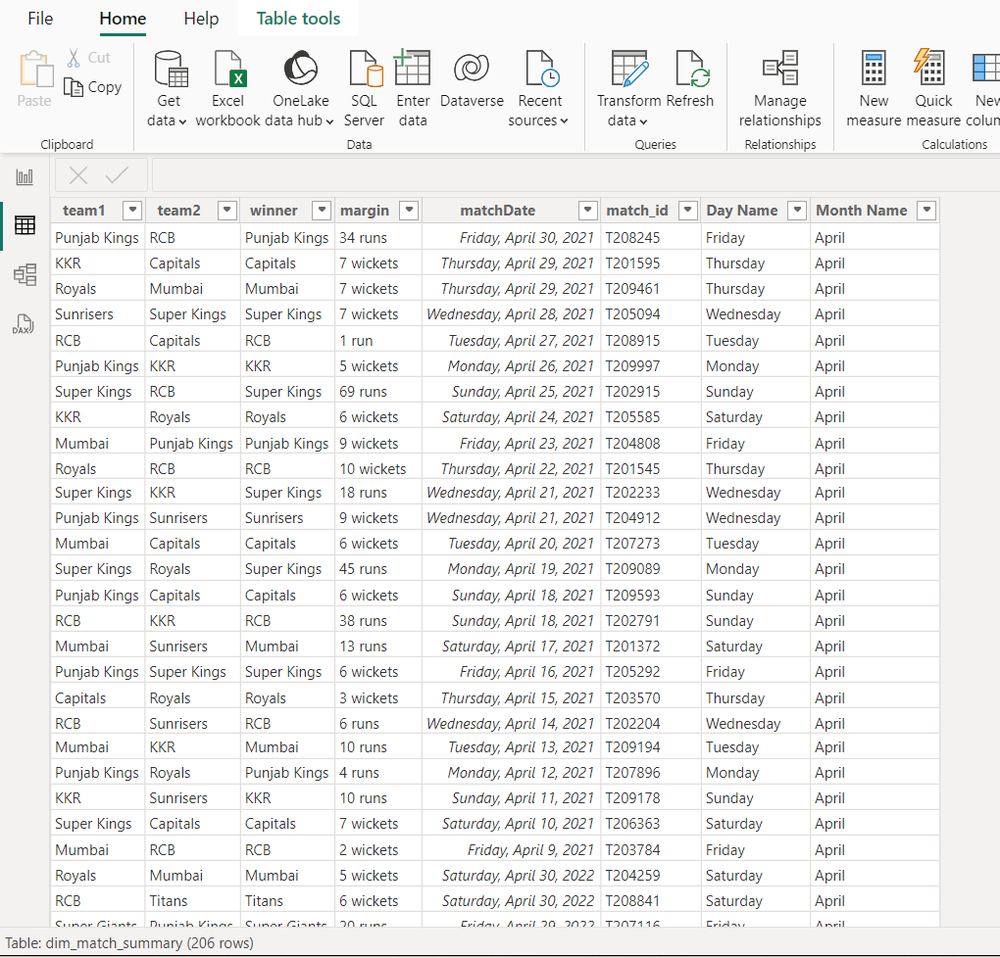 File Home Help Table tools
Paste Cut Copy Get data Excel workbook OneLake data hub SQL Server Enter data Dataverse Recent sources Transform data Refresh Manage relationships New measure Quick measure New colum
Clipboard Data Queries Relationships Calculations
team1 team2 winner margin matchDate match_id Day Name Month Name
Punjab Kings RCB Punjab Kings 34 runs Friday, April 30, 2021 T208245 Friday April
KKR Capitals Capitals 7 wickets Thursday, April 29, 2021 T201595 Thursday April
Royals Mumbai Mumbai 7 wickets Thursday, April 29, 2021 T209461 Thursday April
Sunrisers Super Kings Super Kings 7 wickets Wednesday, April 28, 2021 T205094 Wednesday April
DAX
RCB Capitals RCB 1 run Tuesday, April 27, 2021 T208915 Tuesday April
Punjab Kings KKR KKR 5 wickets Monday, April 26, 2021 T209997 Monday April
Super Kings RCB Super Kings 69 runs Sunday, April 25, 2021 T202915 Sunday April
KKR Royals Royals 6 wickets Saturday, April 24, 2021 T205585 Saturday April
Mumbai Punjab Kings Punjab Kings 9 wickets Friday, April 23, 2021 T204808 Friday April
Royals RCB RCB 10 wickets Thursday, April 22, 2021 T201545 Thursday April
Super Kings KKR Super Kings 18 runs Wednesday, April 21, 2021 T202233 Wednesday April
Punjab Kings Sunrisers Sunrisers 9 wickets Wednesday, April 21, 2021 T204912 Wednesday April
Mumbai Capitals Capitals 6 wickets Tuesday, April 20, 2021 T207273 Tuesday April
Super Kings Royals Super Kings 45 runs Monday, April 19, 2021 T209089 Monday April
Punjab Kings Capitals Capitals 6 wickets Sunday, April 18, 2021 T209593 Sunday April
RCB KKR RCB 38 runs Sunday, April 18, 2021 T202791 Sunday April
Mumbai Sunrisers Mumbai 13 runs Saturday, April 17, 2021 T201372 Saturday April
Punjab Kings Super Kings Super Kings 6 wickets Friday, April 16, 2021 T205292 Friday April
Capitals Royals Royals 3 wickets Thursday, April 15, 2021 T203570 Thursday April
RCB Sunrisers RCB 6 runs Wednesday, April 14, 2021 T202204 Wednesday April
Mumbai KKR Mumbai 10 runs Tuesday, April 13, 2021 T209194 Tuesday April
Punjab Kings Royals Punjab Kings 4 runs Monday, April 12, 2021 T207896 Monday April
KKR Sunrisers KKR 10 runs Sunday, April 11, 2021 T209178 Sunday April
Super Kings Capitals Capitals 7 wickets Saturday, April 10, 2021 T206363 Saturday April
Mumbai RCB RCB 2 wickets Friday, April 9, 2021 T203784 Friday April
Royals Mumbai Mumbai 5 wickets Saturday, April 30, 2022 T204259 Saturday April
RCB Titans Titans 6 wickets Saturday, April 30, 2022 T208841 Saturday April
Super Giants Punjab Kings Super Giants 20 runs Friday, April 29, 2022 T207116 Friday April
Table: dim_match_summary (206 rows)